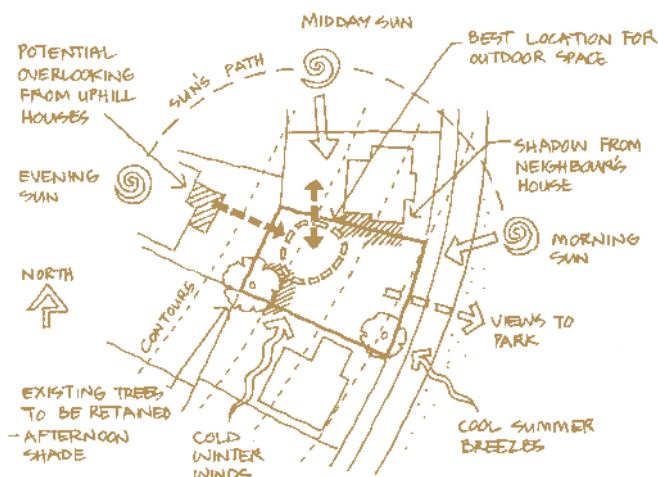 MIDDAY SUN
POTENTIAL
OVERLOOKING
FROM UPHILL
HOUSES
SUN'S PATH
BEST LOCATION FOR
OUTDOOR SPACE
SHADOW FROM
NEIGHBOUR'S
HOUSE
EVENING
SUN
MORNING
SUN
NORTH
CONTOURS
VIEWS TO
PARK
EXISTING TREES
TO BE RETAINED
- AFTERNOON
SHADE
COLD
WINTER
WINDS
COOL SUMMER
BREEZES